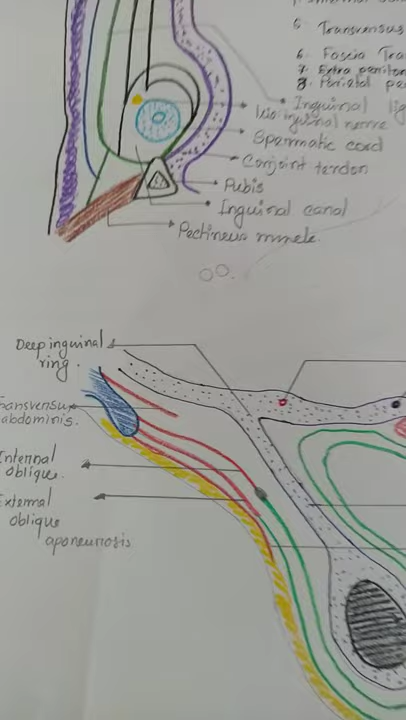 5. Transversus
6. Fascia Tra
7. Extra periton
8. Parietal pe
Inguinal lig
Ilio inguinal nerve
Spermatic cord
Conjoint tendon
Pubis
Inguinal canal
Pectineus muscle.
Deep inguinal
ring.
Transversus
abdominis.
Internal
oblique.
External
oblique
aponeurosis